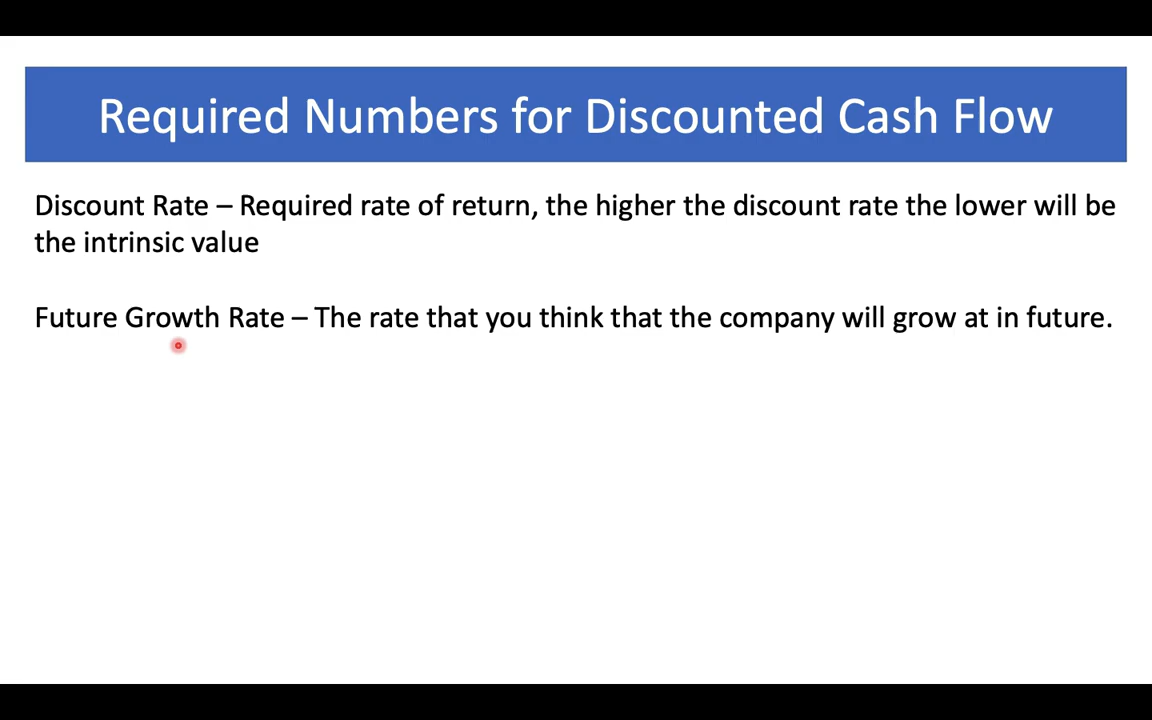 Required Numbers for Discounted Cash Flow
Discount Rate – Required rate of return, the higher the discount rate the lower will be
the intrinsic value
Future Growth Rate – The rate that you think that the company will grow at in future.